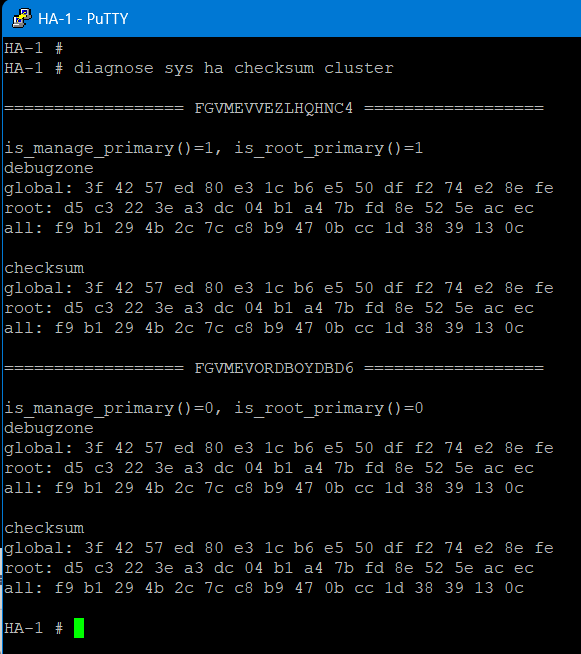 HA-1 - PuTTY
HA-1 #
HA-1 # diagnose sys ha checksum cluster
================== FGVMEVVEZLHQHNC4 ==================
is_manage_primary()=1, is_root_primary()=1
debugzone
global: 3f 42 57 ed 80 e3 1c b6 e5 50 df f2 74 e2 8e fe
root: d5 c3 22 3e a3 dc 04 b1 a4 7b fd 8e 52 5e ac ec
all: f9 b1 29 4b 2c 7c c8 b9 47 0b cc 1d 38 39 13 0c
checksum
global: 3f 42 57 ed 80 e3 1c b6 e5 50 df f2 74 e2 8e fe
root: d5 c3 22 3e a3 dc 04 b1 a4 7b fd 8e 52 5e ac ec
all: f9 b1 29 4b 2c 7c c8 b9 47 0b cc 1d 38 39 13 0c
================== FGVMEVORDBOYDBD6 ==================
is_manage_primary()=0, is_root_primary()=0
debugzone
global: 3f 42 57 ed 80 e3 1c b6 e5 50 df f2 74 e2 8e fe
root: d5 c3 22 3e a3 dc 04 b1 a4 7b fd 8e 52 5e ac ec
all: f9 b1 29 4b 2c 7c c8 b9 47 0b cc 1d 38 39 13 0c
checksum
global: 3f 42 57 ed 80 e3 1c b6 e5 50 df f2 74 e2 8e fe
root: d5 c3 22 3e a3 dc 04 b1 a4 7b fd 8e 52 5e ac ec
all: f9 b1 29 4b 2c 7c c8 b9 47 0b cc 1d 38 39 13 0c
HA-1 #